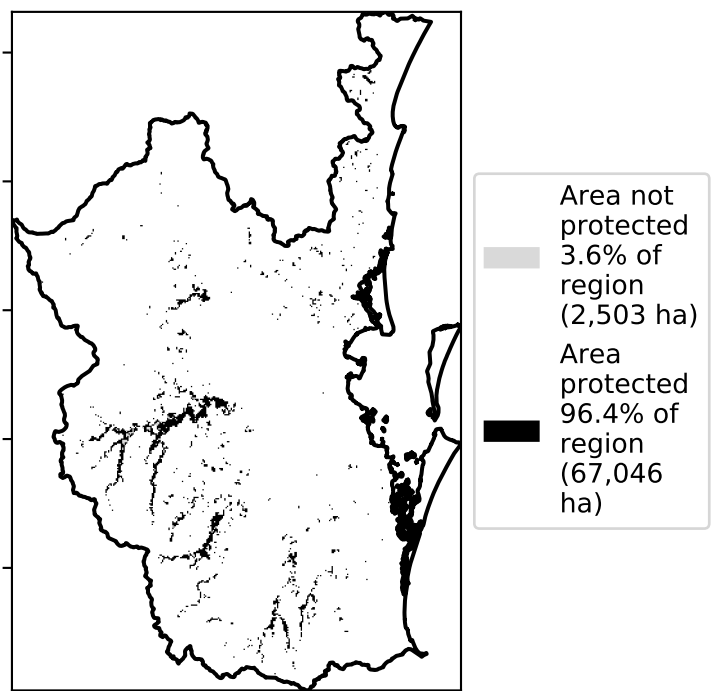 Area not
protected
3.6% of
region
(2,503 ha)
Area
protected
96.4% of
region
(67,046
ha)